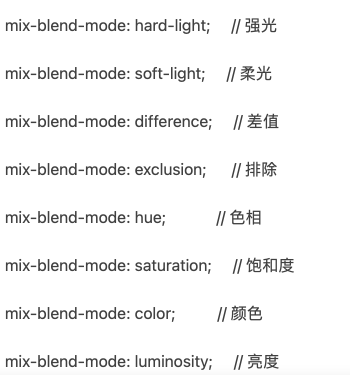 mix-blend-mode: hard-light;     // 强光
mix-blend-mode: soft-light;     // 柔光
mix-blend-mode: difference;     // 差值
mix-blend-mode: exclusion;      // 排除
mix-blend-mode: hue;            // 色相
mix-blend-mode: saturation;     // 饱和度
mix-blend-mode: color;          // 颜色
mix-blend-mode: luminosity;     // 亮度